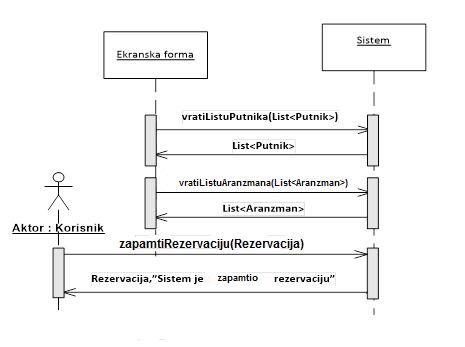 Ekranska forma
Sistem
vratiListuPutnika(List<Putnik>)
List<Putnik>
vratiListuAranzmana(List<Aranzman>)
List<Aranzman>
Aktor : Korisnik
zapamtiRezervaciju(Rezervacija)
Rezervacija,"Sistem je zapamtio rezervaciju"